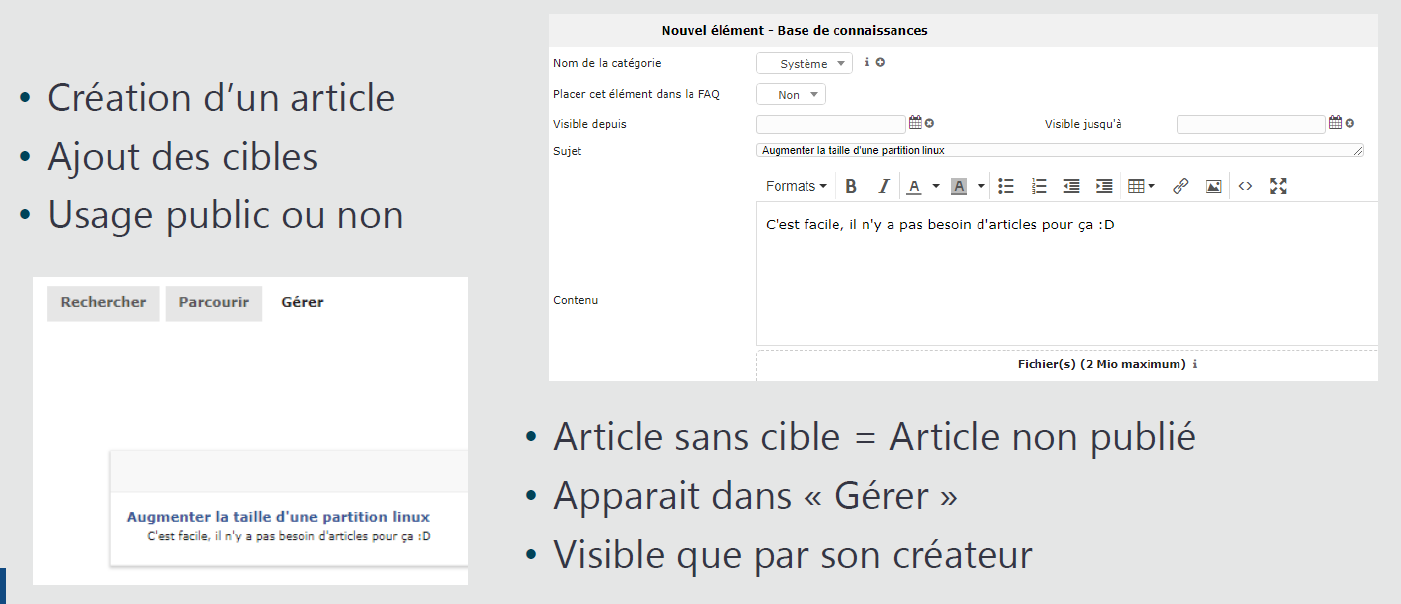 • Création d’un article
• Ajout des cibles
• Usage public ou non
Nouvel élément - Base de connaissances
Nom de la catégorie Système
Placer cet élément dans la FAQ Non
Visible depuis Visible jusqu'à
Sujet Augmenter la taille d'une partition linux
Formats B I A A
C'est facile, il n'y a pas besoin d'articles pour ça :D
Contenu
Fichier(s) (2 Mio maximum) i
Rechercher Parcourir Gérer
Augmenter la taille d'une partition linux
C'est facile, il n'y a pas besoin d'articles pour ça :D
• Article sans cible = Article non publié
• Apparait dans « Gérer »
• Visible que par son créateur